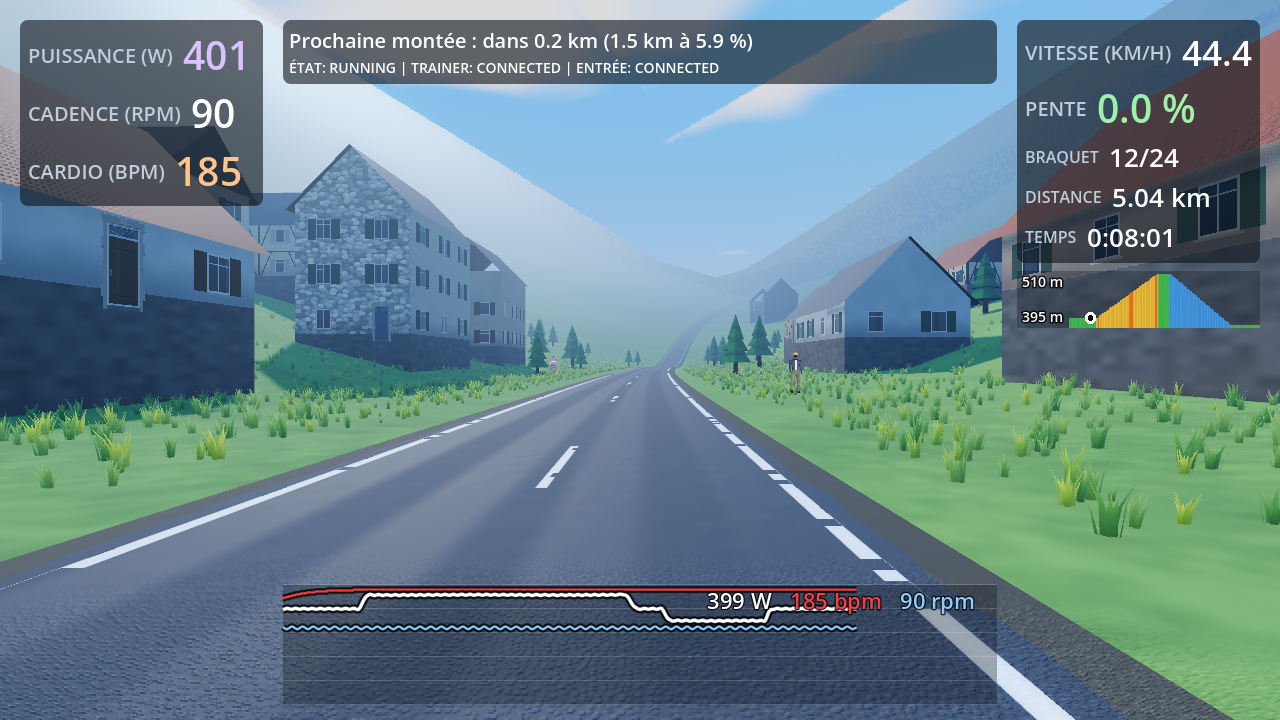 PUISSANCE (W) 401
CADENCE (RPM) 90
CARDIO (BPM) 185
Prochaine montée : dans 0.2 km (1.5 km à 5.9 %)
ÉTAT: RUNNING | TRAINER: CONNECTED | ENTRÉE: CONNECTED
VITESSE (KM/H) 44.4
PENTE 0.0 %
BRAQUET 12/24
DISTANCE 5.04 km
TEMPS 0:08:01
510 m
395 m
399 W 185 bpm 90 rpm